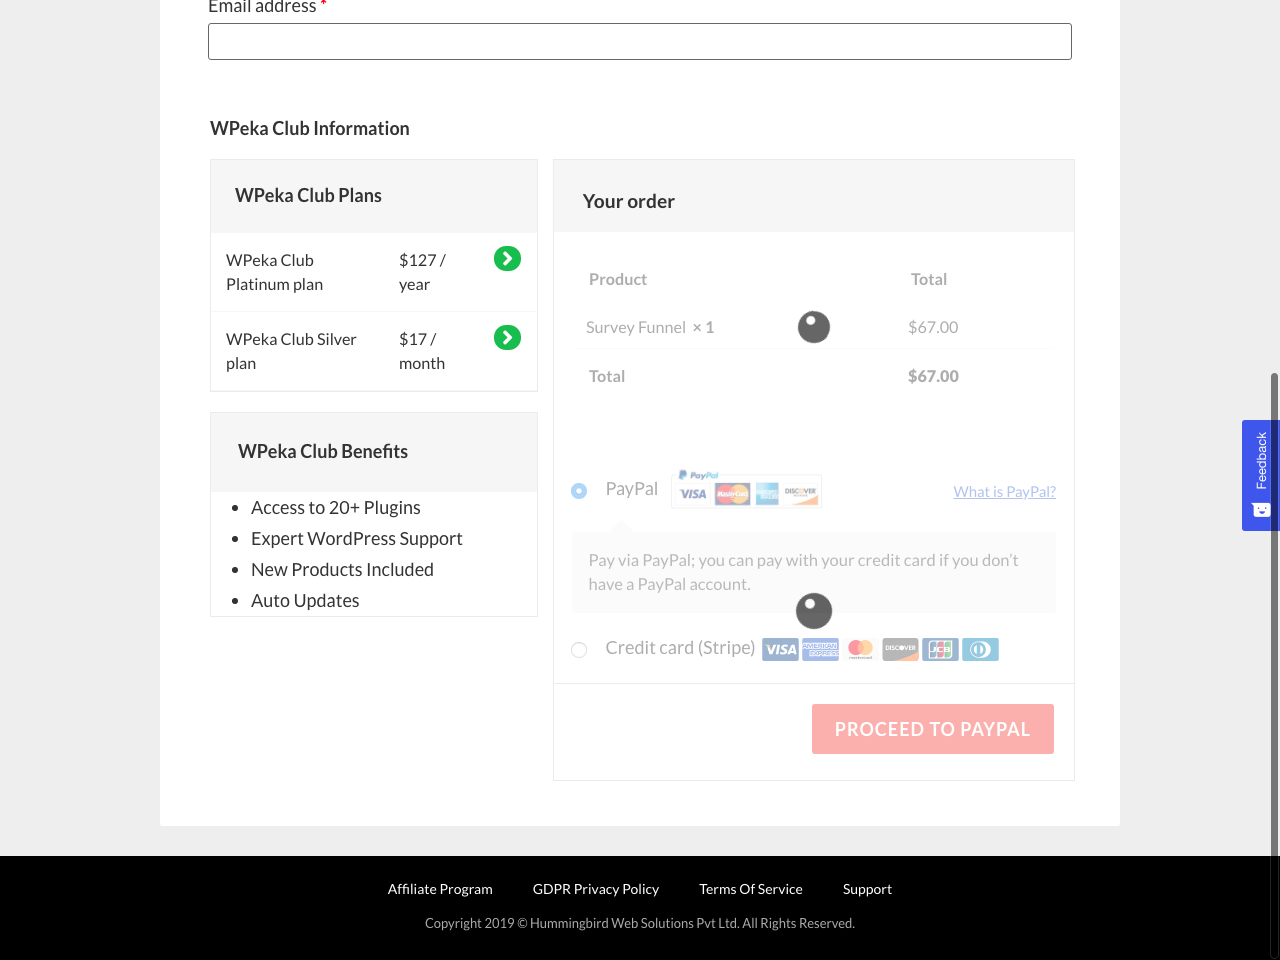 Email address *
WPeka Club Information
WPeka Club Plans
WPeka Club
Platinum plan
$127 /
year
WPeka Club Silver
plan
$17 /
month
WPeka Club Benefits
Access to 20+ Plugins
Expert WordPress Support
New Products Included
Auto Updates
Your order
Product Total
Survey Funnel × 1 $67.00
Total $67.00
PayPal
PayPal
VISA MasterCard AMERICAN EXPRESS DISCOVER
What is PayPal?
Pay via PayPal; you can pay with your credit card if you don’t
have a PayPal account.
Credit card (Stripe) VISA AMERICAN EXPRESS mastercard DISCOVER JCB
PROCEED TO PAYPAL
Feedback
Affiliate Program GDPR Privacy Policy Terms Of Service Support
Copyright 2019 © Hummingbird Web Solutions Pvt Ltd. All Rights Reserved.